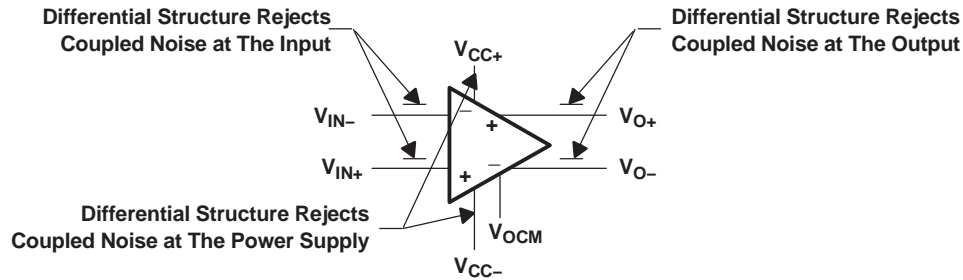 Differential Structure Rejects
Coupled Noise at The Input
Differential Structure Rejects
Coupled Noise at The Output
VCC+
VIN–
–
+
VO+
VIN+
+
–
VO–
Differential Structure Rejects
Coupled Noise at The Power Supply
VOCM
VCC–